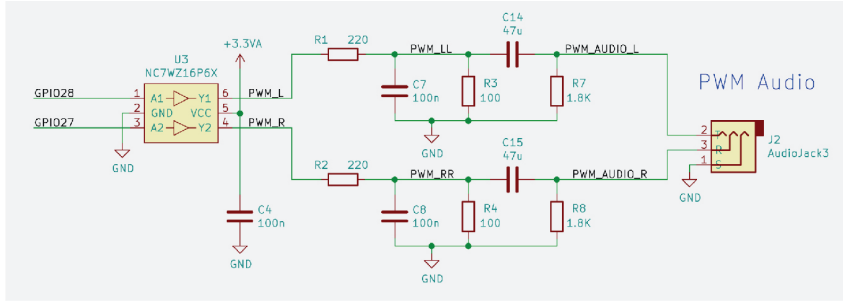 +3.3VA
U3
NC7WZ16P6X
R1 220
PWM_LL
C14
47u
PWM_AUDIO_L
PWM Audio
GPIO28
1 A1 Y1 6
PWM_L
2 GND VCC 5
GPIO27
3 A2 Y2 4
PWM_R
GND
C7
100n
R3
100
R7
1.8K
GND
2 T
3 R
1 S
J2
AudioJack3
GND
R2 220
PWM_RR
C15
47u
PWM_AUDIO_R
C4
100n
GND
C8
100n
R4
100
R8
1.8K
GND